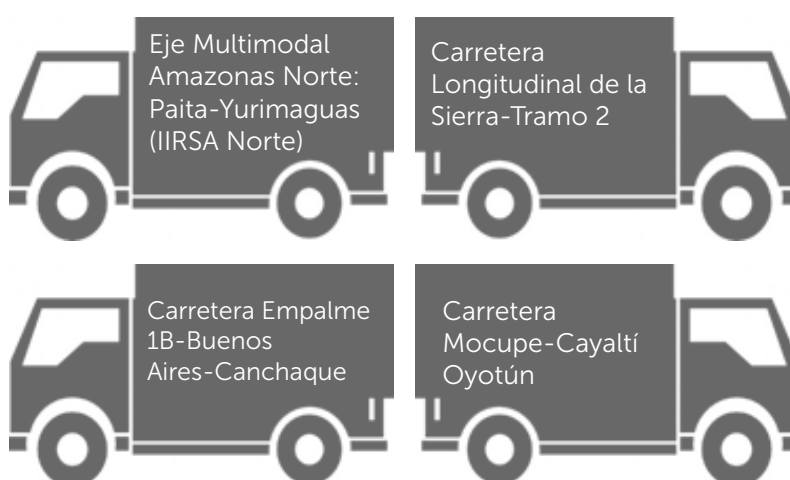 Eje Multimodal
Amazonas Norte:
Paita-Yurimaguas
(IIRSA Norte)
Carretera
Longitudinal de la
Sierra-Tramo 2
Carretera Empalme
1B-Buenos
Aires-Canchaque
Carretera
Mocupe-Cayaltí
Oyotún